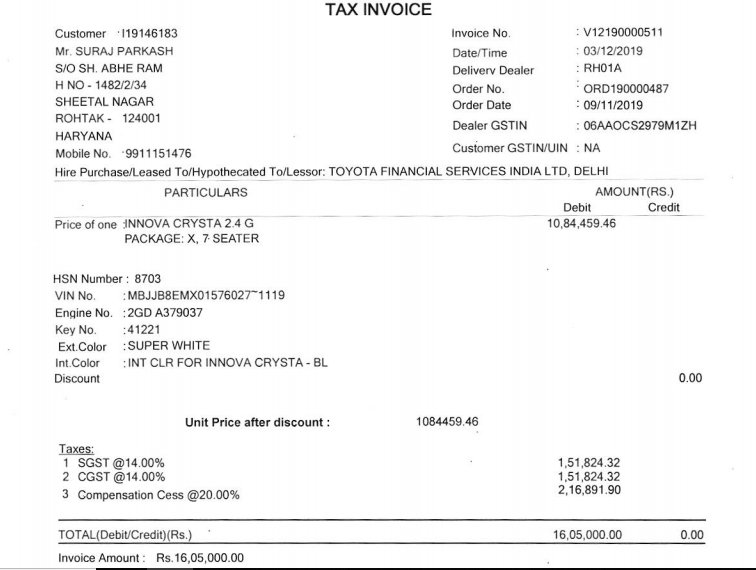 TAX INVOICE
Customer : I19146183
Mr. SURAJ PARKASH
S/O SH. ABHE RAM
H NO - 1482/2/34
SHEETAL NAGAR
ROHTAK - 124001
HARYANA
Mobile No. 9911151476
Invoice No. : V12190000511
Date/Time : 03/12/2019
Delivery Dealer : RH01A
Order No. : ORD190000487
Order Date : 09/11/2019
Dealer GSTIN : 06AAOCS2979M1ZH
Customer GSTIN/UIN : NA
Hire Purchase/Leased To/Hypothecated To/Lessor: TOYOTA FINANCIAL SERVICES INDIA LTD, DELHI
PARTICULARS AMOUNT(RS.)
Debit Credit
Price of one :INNOVA CRYSTA 2.4 G 10,84,459.46
PACKAGE: X, 7 SEATER
HSN Number : 8703
VIN No. :MBJJB8EMX01576027~1119
Engine No. :2GD A379037
Key No. :41221
Ext.Color :SUPER WHITE
Int.Color :INT CLR FOR INNOVA CRYSTA - BL
Discount 0.00
Unit Price after discount : 1084459.46
Taxes:
1 SGST @14.00% 1,51,824.32
2 CGST @14.00% 1,51,824.32
3 Compensation Cess @20.00% 2,16,891.90
TOTAL(Debit/Credit)(Rs.) 16,05,000.00 0.00
Invoice Amount : Rs.16,05,000.00